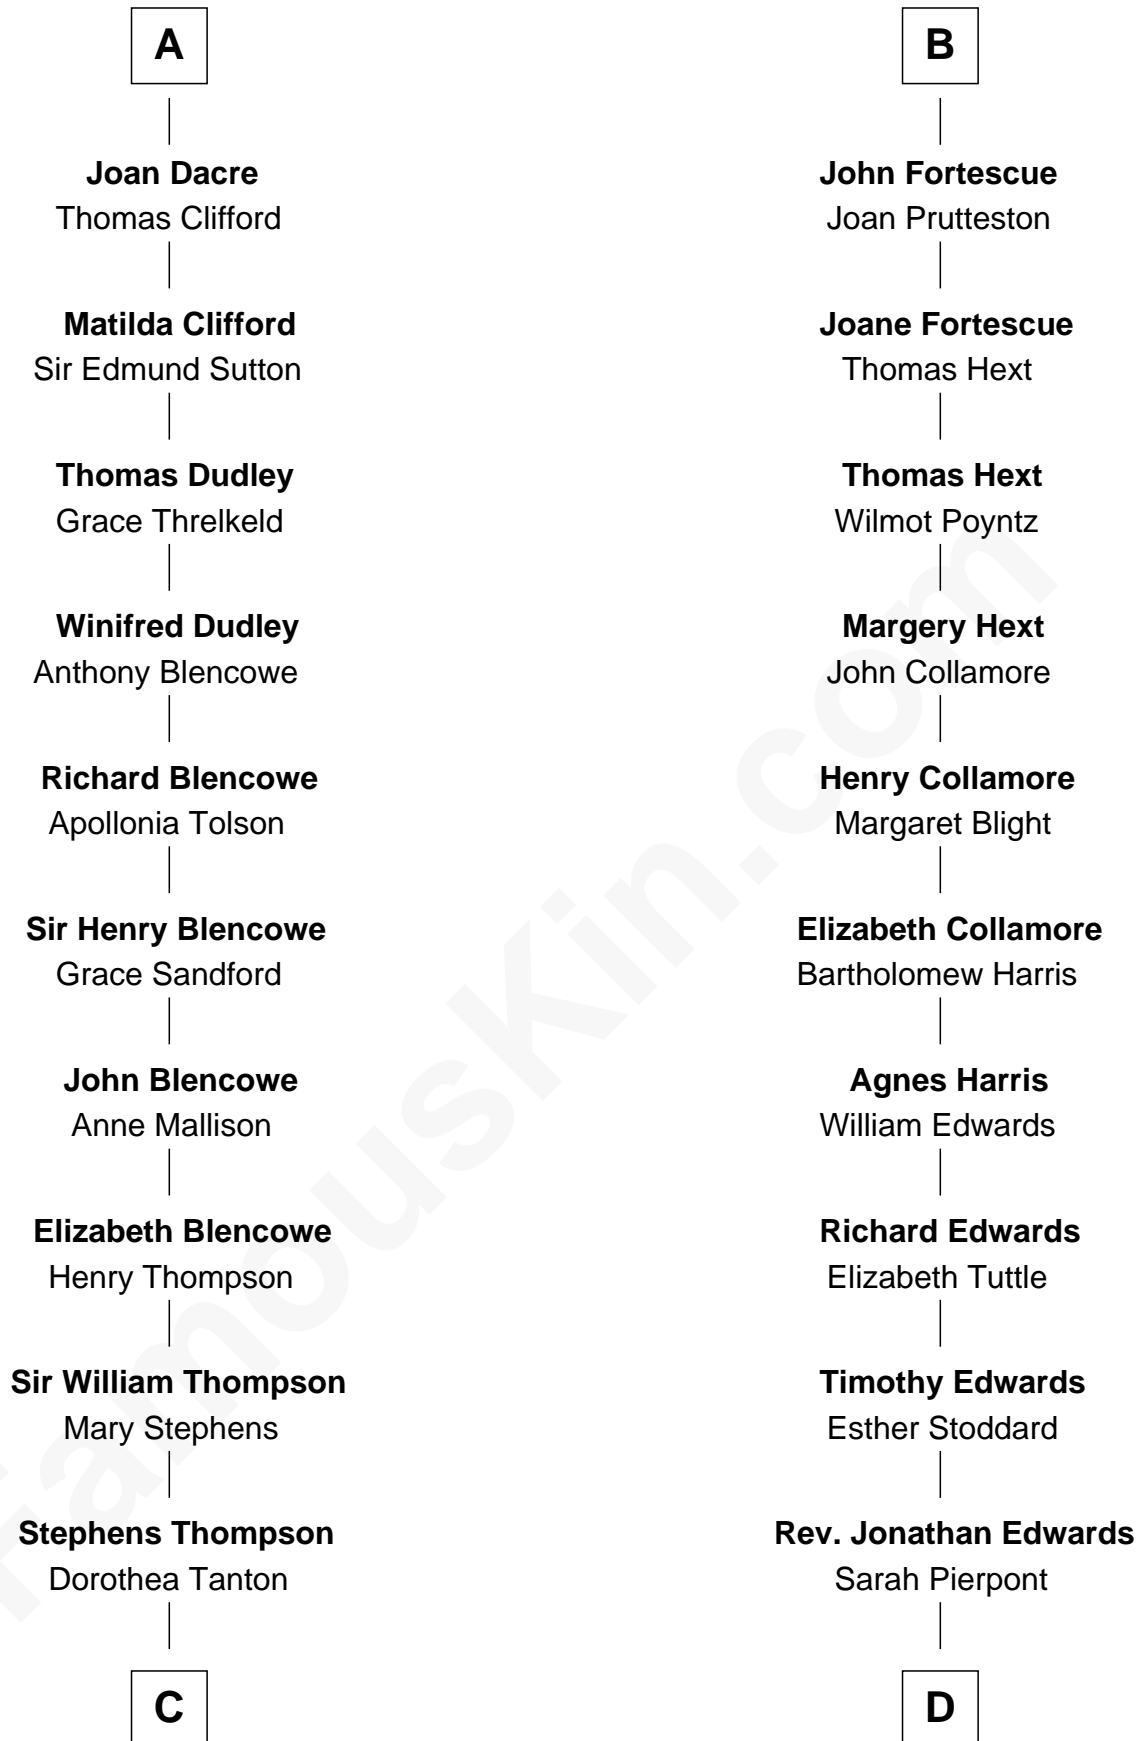 A
Joan Dacre
Thomas Clifford
Matilda Clifford
Sir Edmund Sutton
Thomas Dudley
Grace Threlkeld
Winifred Dudley
Anthony Blencowe
Richard Blencowe
Apollonia Tolson
Sir Henry Blencowe
Grace Sandford
John Blencowe
Anne Mallison
Elizabeth Blencowe
Henry Thompson
Sir William Thompson
Mary Stephens
Stephens Thompson
Dorothea Tanton
C
B
John Fortescue
Joan Prutteston
Joane Fortescue
Thomas Hext
Thomas Hext
Wilmot Poyntz
Margery Hext
John Collamore
Henry Collamore
Margaret Blight
Elizabeth Collamore
Bartholomew Harris
Agnes Harris
William Edwards
Richard Edwards
Elizabeth Tuttle
Timothy Edwards
Esther Stoddard
Rev. Jonathan Edwards
Sarah Pierpont
D
FamousKin.com